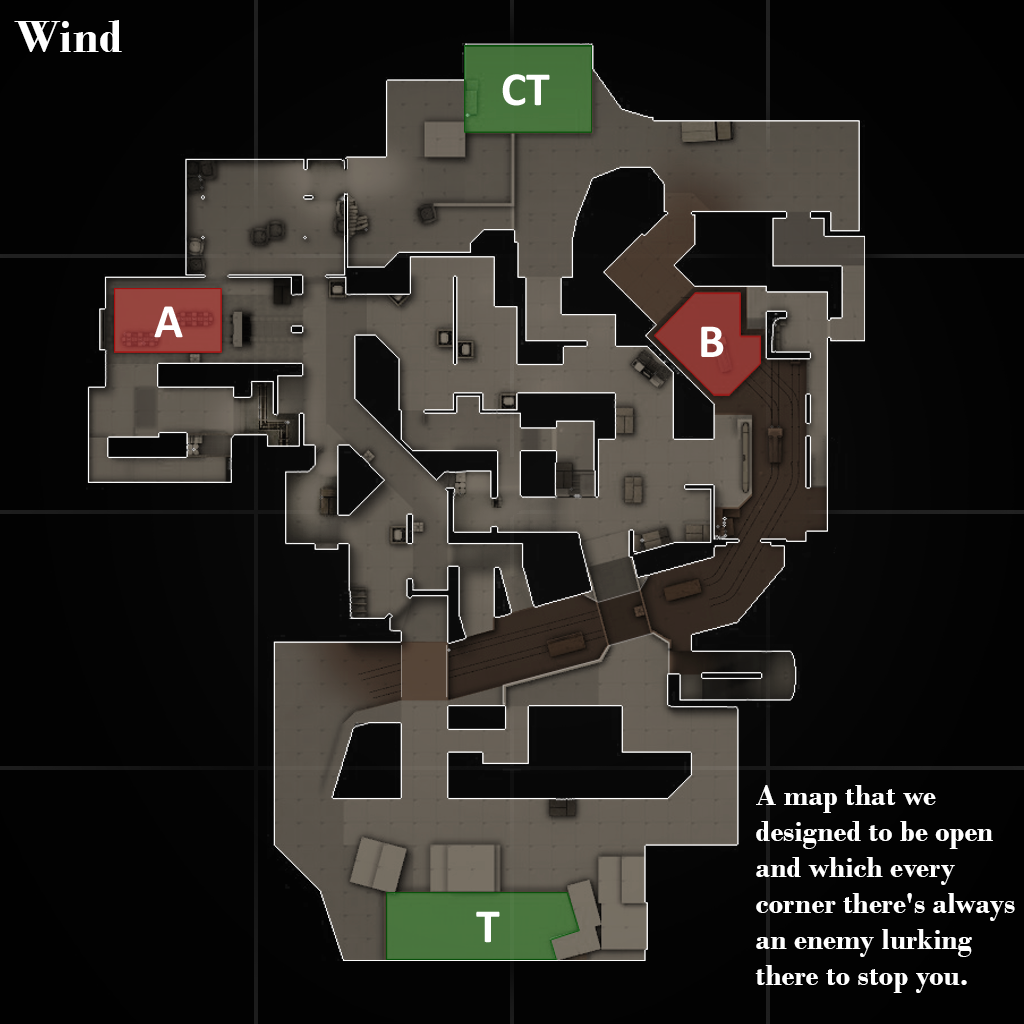 Wind
CT
A
B
A map that we
designed to be open
and which every
corner there's always
an enemy lurking
there to stop you.
T